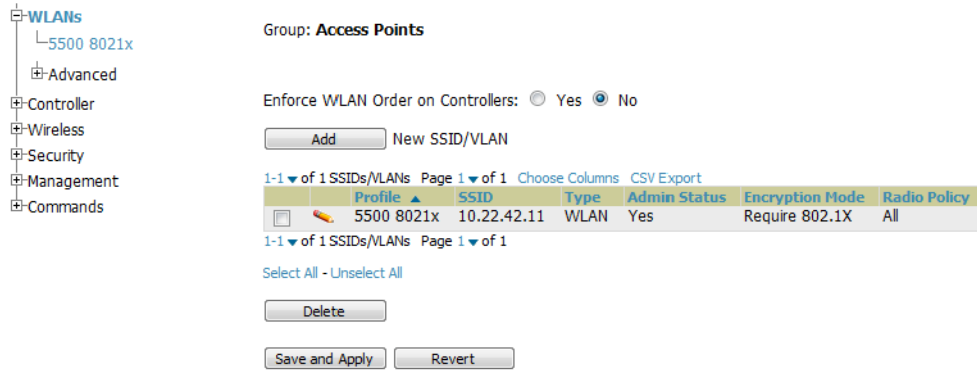 WLANs
5500 8021x
Advanced
Controller
Wireless
Security
Management
Commands
Group: Access Points
Enforce WLAN Order on Controllers: Yes No
Add New SSID/VLAN
1-1 of 1 SSIDs/VLANs Page 1 of 1 Choose Columns CSV Export
Profile SSID Type Admin Status Encryption Mode Radio Policy
5500 8021x 10.22.42.11 WLAN Yes Require 802.1X All
1-1 of 1 SSIDs/VLANs Page 1 of 1
Select All - Unselect All
Delete
Save and Apply Revert